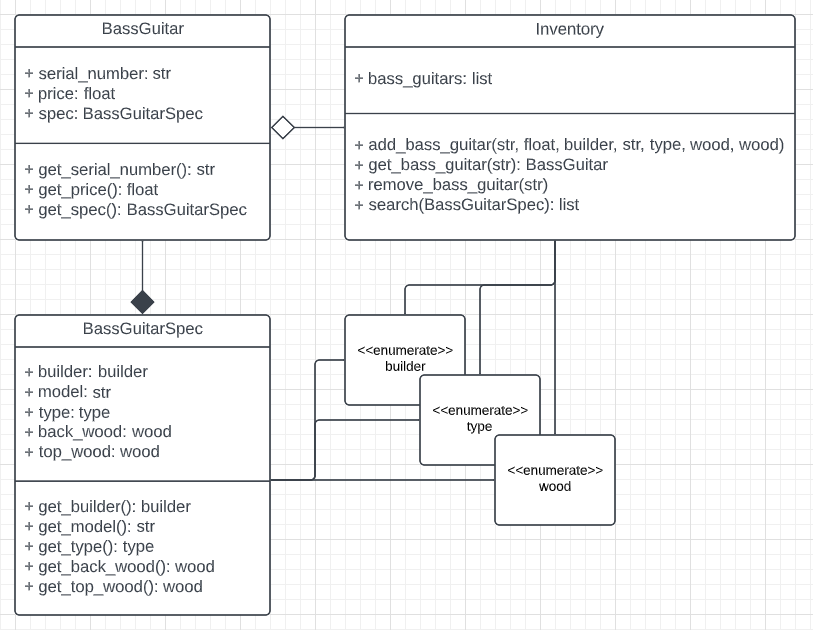 BassGuitar
+ serial_number: str
+ price: float
+ spec: BassGuitarSpec
+ get_serial_number(): str
+ get_price(): float
+ get_spec(): BassGuitarSpec
Inventory
+ bass_guitars: list
+ add_bass_guitar(str, float, builder, str, type, wood, wood)
+ get_bass_guitar(str): BassGuitar
+ remove_bass_guitar(str)
+ search(BassGuitarSpec): list
BassGuitarSpec
+ builder: builder
+ model: str
+ type: type
+ back_wood: wood
+ top_wood: wood
+ get_builder(): builder
+ get_model(): str
+ get_type(): type
+ get_back_wood(): wood
+ get_top_wood(): wood
<<enumerate>>
builder
<<enumerate>>
type
<<enumerate>>
wood